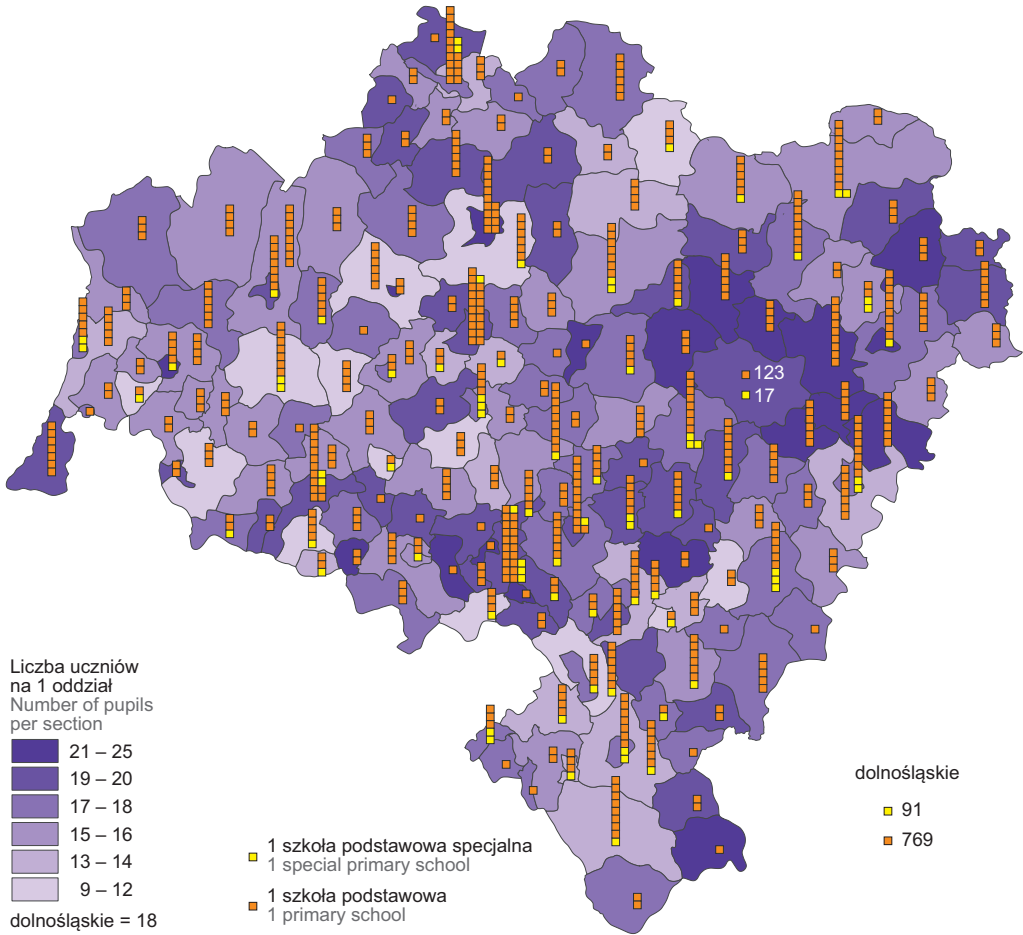 123
17
Liczba uczniów
na 1 oddział
Number of pupils
per section
21 – 25
19 – 20
17 – 18
15 – 16
13 – 14
9 – 12
dolnośląskie = 18
1 szkoła podstawowa specjalna
1 special primary school
1 szkoła podstawowa
1 primary school
dolnośląskie
91
769